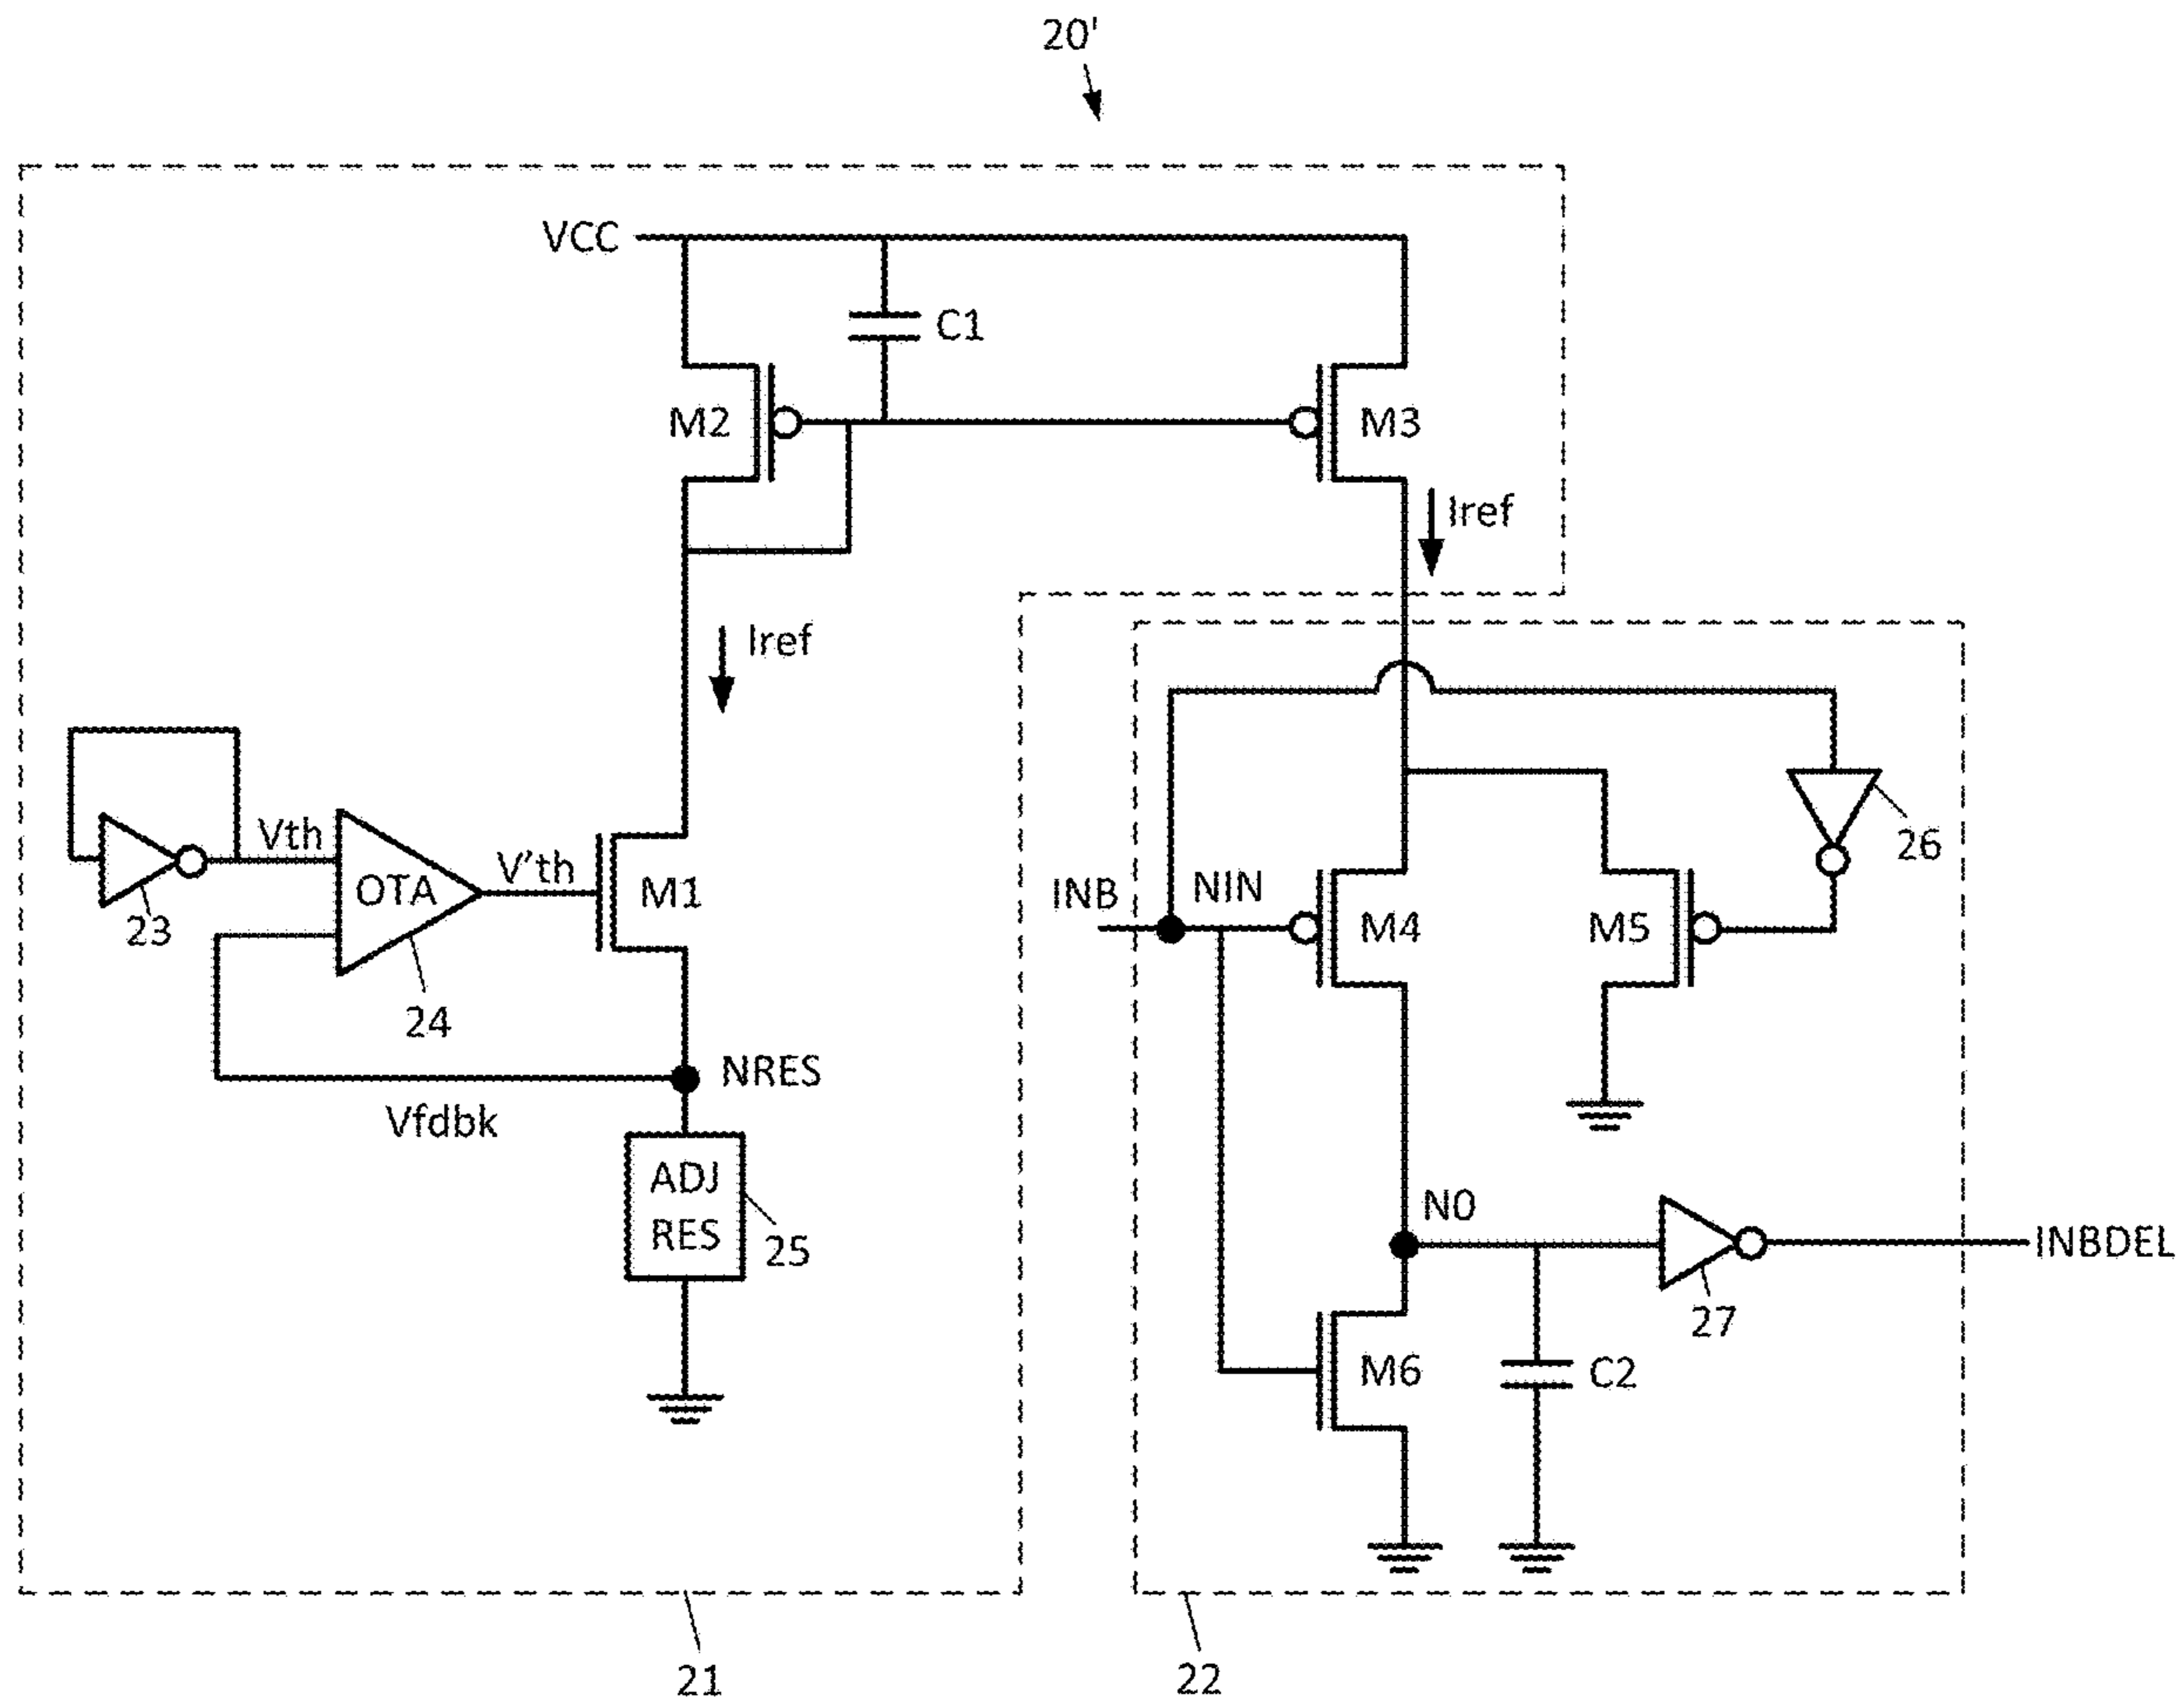 20'
VCC
C1
M2
M3
Iref
Iref
Vth
OTA
V'th
M1
23
24
NRES
Vfdbk
ADJ
RES
25
INB
NIN
M4
M5
26
N0
INBDEL
27
M6
C2
21
22